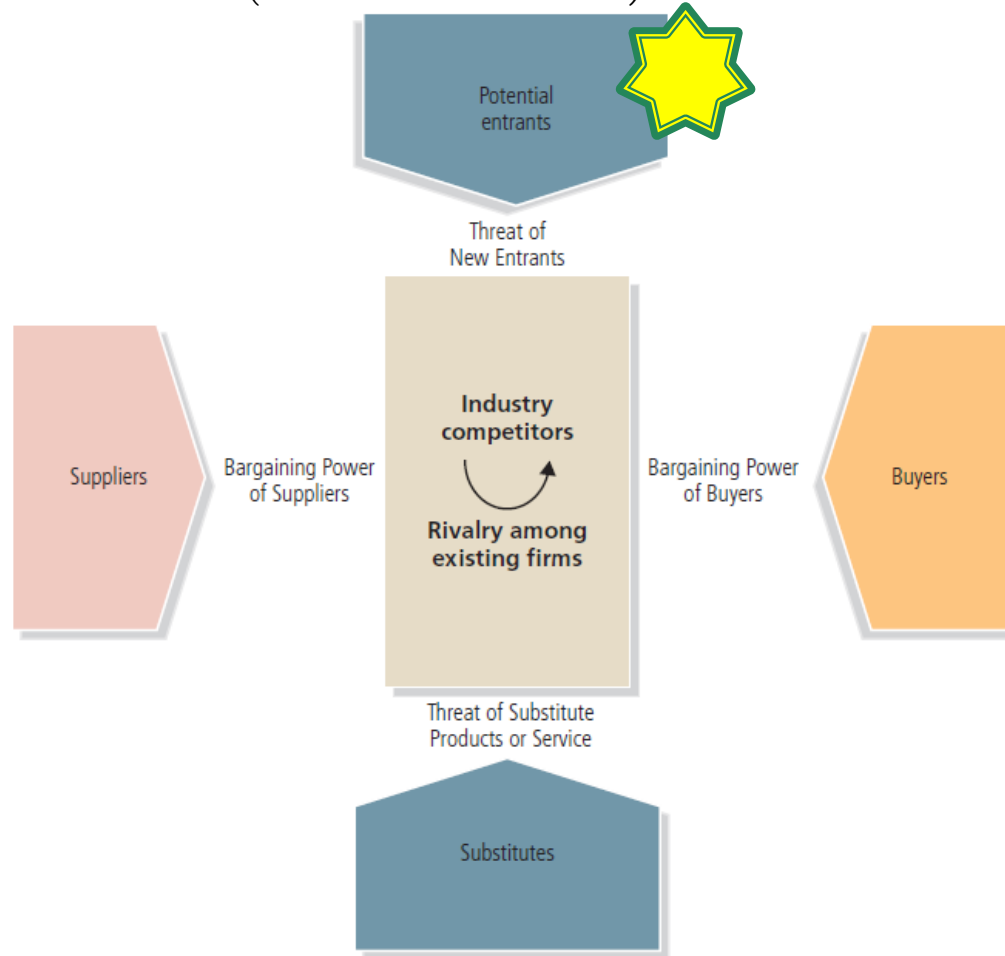 Potential
entrants
Threat of
New Entrants
Industry
competitors
Suppliers
Bargaining Power
of Suppliers
Bargaining Power
of Buyers
Buyers
Rivalry among
existing firms
Threat of Substitute
Products or Service
Substitutes